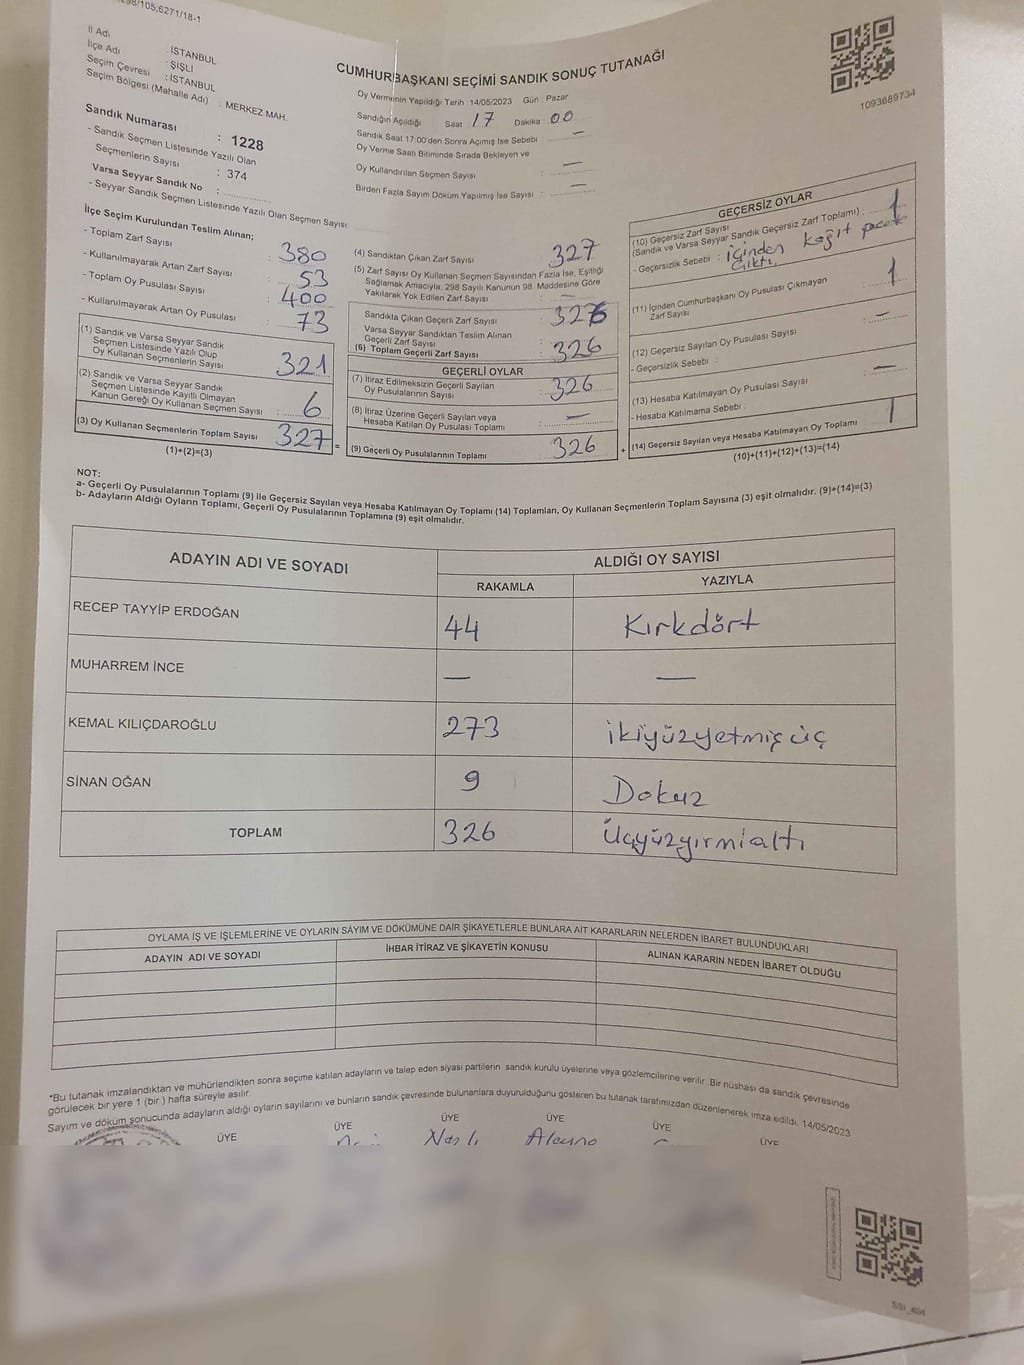 298/105,6271/18-1
İl Adı : İSTANBUL
İlçe Adı : ŞİŞLİ
Seçim Çevresi : İSTANBUL
Seçim Bölgesi (Mahalle Adı) : MERKEZ MAH.
Sandık Numarası : 1228
- Sandık Seçmen Listesinde Yazılı Olan
Seçmenlerin Sayısı : 374
Varsa Seyyar Sandık No :
- Seyyar Sandık Seçmen Listesinde Yazılı Olan Seçmen Sayısı
CUMHURBAŞKANI SEÇİMİ SANDIK SONUÇ TUTANAĞI
Oy Vermenin Yapıldığı Tarih 14/05/2023 Gün : Pazar
Sandığın Açıldığı Saat : 17 Dakika : 00
Sandık Saat 17:00'den Sonra Açımış İse Sebebi : —
Oy Verme Saati Bitiminde Sırada Bekleyen ve
Oy Kullandırılan Seçmen Sayısı : —
Birden Fazla Sayım Döküm Yapılmış İse Sayısı : —
1093689734
İlçe Seçim Kurulundan Teslim Alınan;
- Toplam Zarf Sayısı : 380
- Kullanılmayarak Artan Zarf Sayısı : 53
- Toplam Oy Pusulası Sayısı : 400
- Kullanılmayarak Artan Oy Pusulası : 73
(1) Sandık ve Varsa Seyyar Sandık
Seçmen Listesinde Yazılı Olup
Oy Kullanan Seçmenlerin Sayısı : 321
(2) Sandık ve Varsa Seyyar Sandık
Seçmen Listesinde Kayıtlı Olmayan
Kanun Gereği Oy Kullanan Seçmen Sayısı : 6
(3) Oy Kullanan Seçmenlerin Toplam Sayısı : 327 =
(1)+(2)=(3)
(4) Sandıktan Çıkan Zarf Sayısı : 327
(5) Zarf Sayısı Oy Kullanan Seçmen Sayısından Fazla İse, Eşitliği
Sağlamak Amacıyla; 298 Sayılı Kanunun 98. Maddesine Göre
Yakılarak Yok Edilen Zarf Sayısı : —
Sandıkta Çıkan Geçerli Zarf Sayısı : 326
Varsa Seyyar Sandıktan Teslim Alınan
Geçerli Zarf Sayısı :
(6) Toplam Geçerli Zarf Sayısı : 326
GEÇERLİ OYLAR
(7) İtiraz Edilmeksizin Geçerli Sayılan
Oy Pusulalarının Sayısı : 326
(8) İtiraz Üzerine Geçerli Sayılan veya
Hesaba Katılan Oy Pusulası Toplamı : —
(9) Geçerli Oy Pusulalarının Toplamı : 326 +
GEÇERSİZ OYLAR
(10) Geçersiz Zarf Sayısı
(Sandık ve Varsa Seyyar Sandık Geçersiz Zarf Toplamı) : 1
- Geçersizlik Sebebi : içinden kağıt
Çıktı.
(11) İçinden Cumhurbaşkanı Oy Pusulası Çıkmayan
Zarf Sayısı : 1
(12) Geçersiz Sayılan Oy Pusulası Sayısı : —
- Geçersizlik Sebebi :
(13) Hesaba Katılmayan Oy Pusulası Sayısı : —
- Hesaba Katılmama Sebebi :
(14) Geçersiz Sayılan veya Hesaba Katılmayan Oy Toplamı : 1
(10)+(11)+(12)+(13)=(14)
NOT:
a- Geçerli Oy Pusulalarının Toplamı (9) ile Geçersiz Sayılan veya Hesaba Katılmayan Oy Toplamı (14) Toplamları, Oy Kullanan Seçmenlerin Toplam Sayısına (3) eşit olmalıdır. (9)+(14)=(3)
b- Adayların Aldığı Oyların Toplamı, Geçerli Oy Pusulalarının Toplamına (9) eşit olmalıdır.
ADAYIN ADI VE SOYADI ALDIĞI OY SAYISI
RAKAMLA YAZIYLA
RECEP TAYYİP ERDOĞAN 44 Kırkdört
MUHARREM İNCE — —
KEMAL KILIÇDAROĞLU 273 ikiyüzyetmişüç
SİNAN OĞAN 9 Dokuz
TOPLAM 326 Üçyüzyirmialtı
OYLAMA İŞ VE İŞLEMLERİNE VE OYLARIN SAYIM VE DÖKÜMÜNE DAİR ŞİKAYETLERLE BUNLARA AİT KARARLARIN NELERDEN İBARET BULUNDUKLARI
ADAYIN ADI VE SOYADI İHBAR İTİRAZ VE ŞİKAYETİN KONUSU ALINAN KARARIN NEDEN İBARET OLDUĞU
*Bu tutanak imzalandıktan ve mühürlendikten sonra seçime katılan adayların ve talep eden siyasi partilerin sandık kurulu üyelerine veya gözlemcilerine verilir. Bir nüshası da sandık çevresinde
görülecek bir yere 1 (bir ) hafta süreyle asılır.
Sayım ve döküm sonucunda adayların aldığı oyların sayılarını ve bunların sandık çevresinde bulunanlara duyurulduğunu gösteren bu tutanak tarafımızdan düzenlenerek imza edildi. 14/05/2023
ÜYE ÜYE ÜYE ÜYE ÜYE ÜYE
Naslı
SSI_404